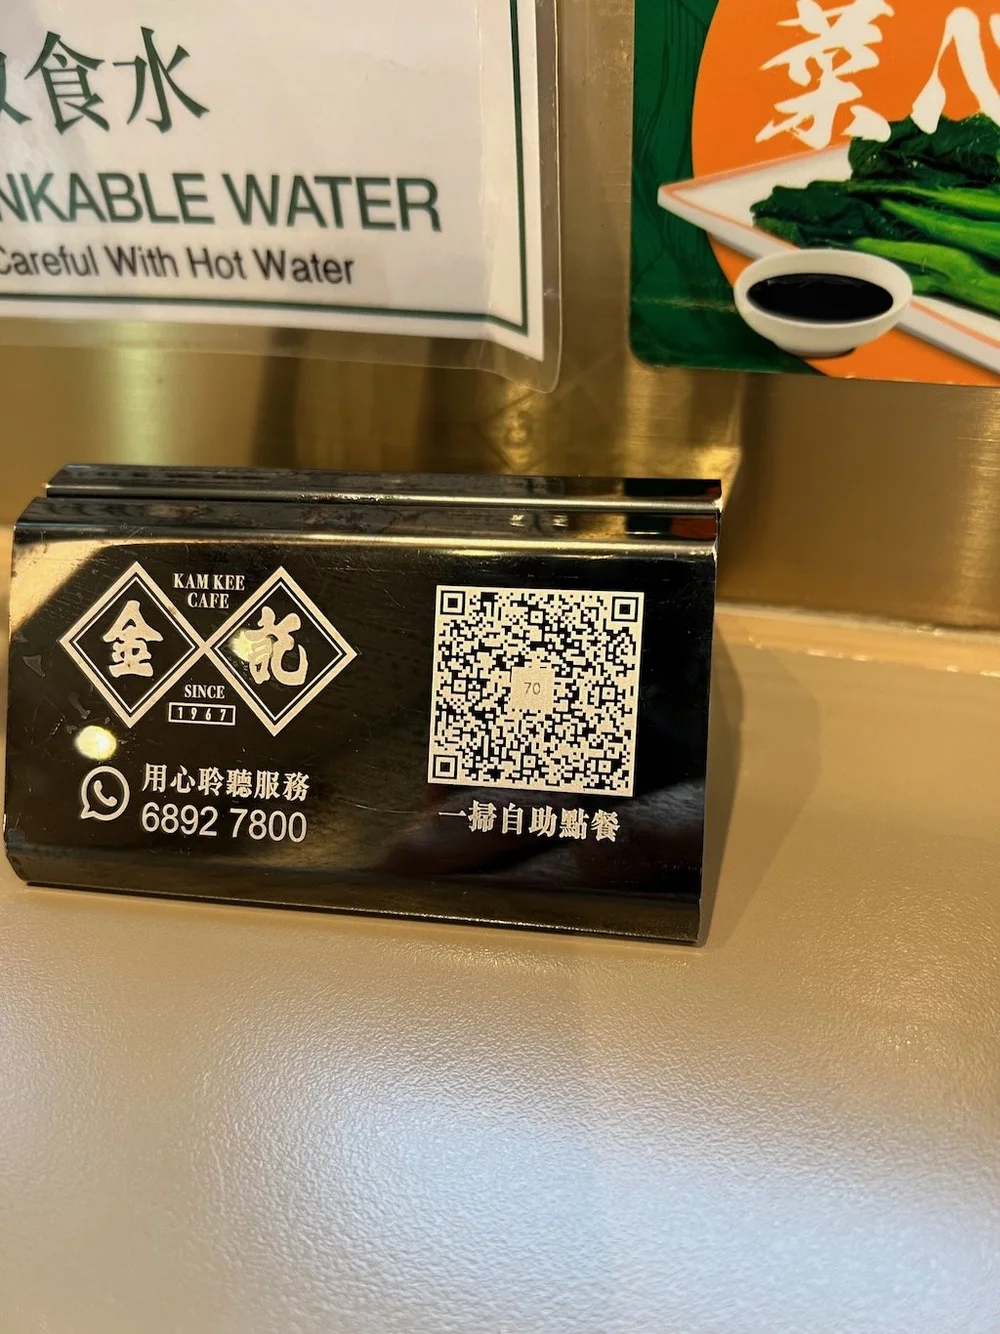 食水
NKABLE WATER
Careful With Hot Water
菜心
KAM KEE
CAFE
金 記
SINCE
1967
用心聆聽服務
6892 7800
70
一掃自助點餐